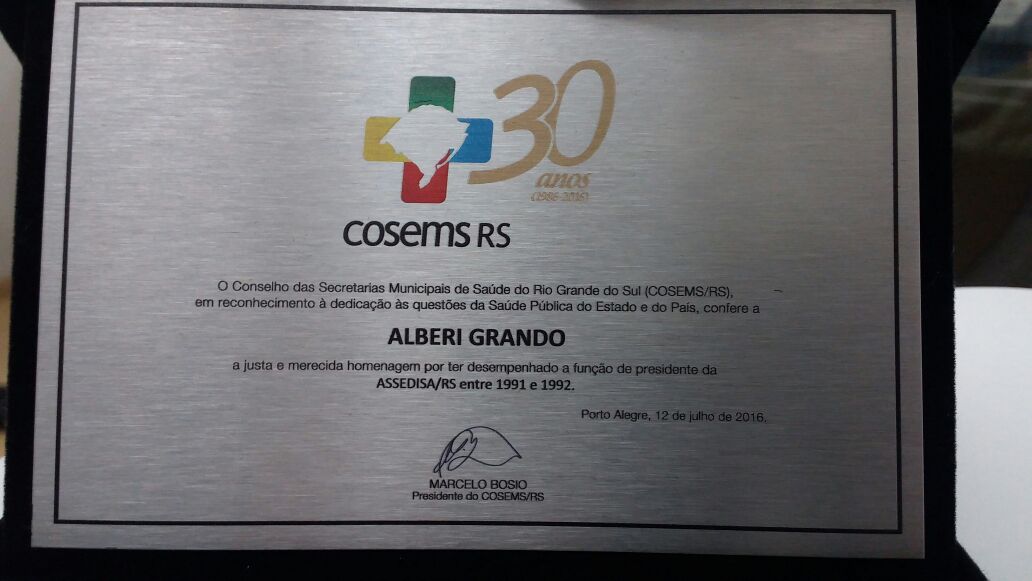 30
anos
(1986-2016)
cosems RS
O Conselho das Secretarias Municipais de Saúde do Rio Grande do Sul (COSEMS/RS),
em reconhecimento à dedicação às questões da Saúde Pública do Estado e do País, confere a
ALBERI GRANDO
a justa e merecida homenagem por ter desempenhado a função de presidente da
ASSEDISA/RS entre 1991 e 1992.
Porto Alegre, 12 de julho de 2016.
MARCELO BOSIO
Presidente do COSEMS/RS